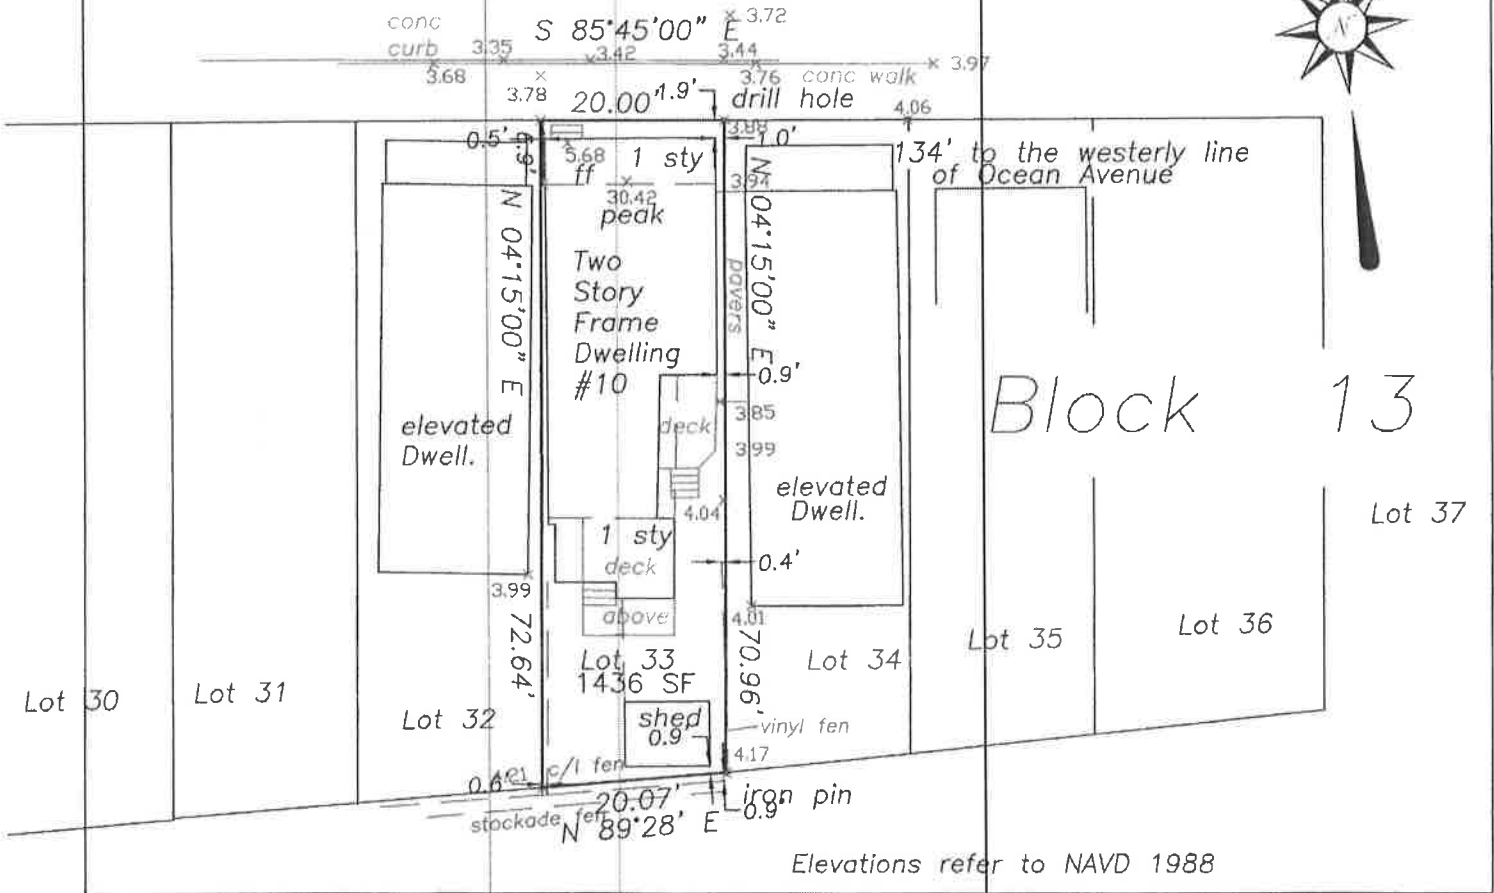 conc
curb
S 85°45'00" E
3.72
3.35
3.42
3.44
3.68
3.76
conc walk
3.97
3.78
20.00'
1.9'
drill hole
4.06
N
0.5'
6.9'
5.68
ff
1 sty
3.88
1.0'
134' to the westerly line
of Ocean Avenue
30.42
peak
3.94
N 04°15'00" E
N 04°15'00" E
pavers
Two
Story
Frame
Dwelling
#10
0.9'
3.85
deck
3.99
elevated
Dwell.
Block 13
elevated
Dwell.
4.04
1 sty
deck
0.4'
3.99
above
4.01
72.64'
70.96'
Lot 33
1436 SF
Lot 30
Lot 31
Lot 32
Lot 34
Lot 35
Lot 36
Lot 37
shed
0.9'
vinyl fen
4.17
0.6'
4.21
c/l fen
20.07'
iron pin
0.9'
stockade fen
N 89°28' E
Elevations refer to NAVD 1988